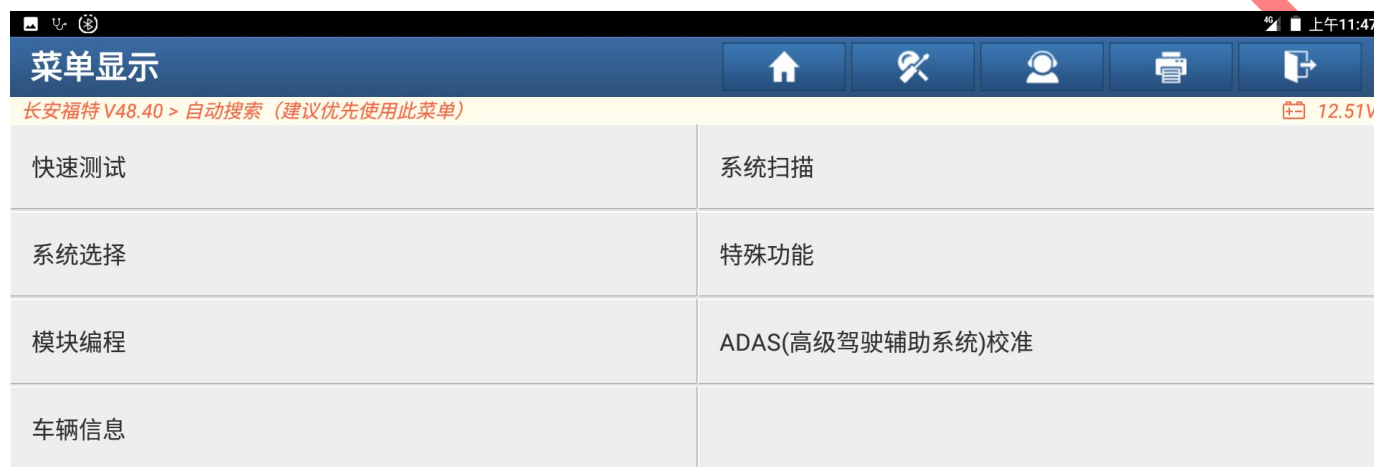 4G 上午11:47
菜单显示
长安福特 V48.40 > 自动搜索（建议优先使用此菜单） 12.51V
快速测试 系统扫描
系统选择 特殊功能
模块编程 ADAS(高级驾驶辅助系统)校准
车辆信息